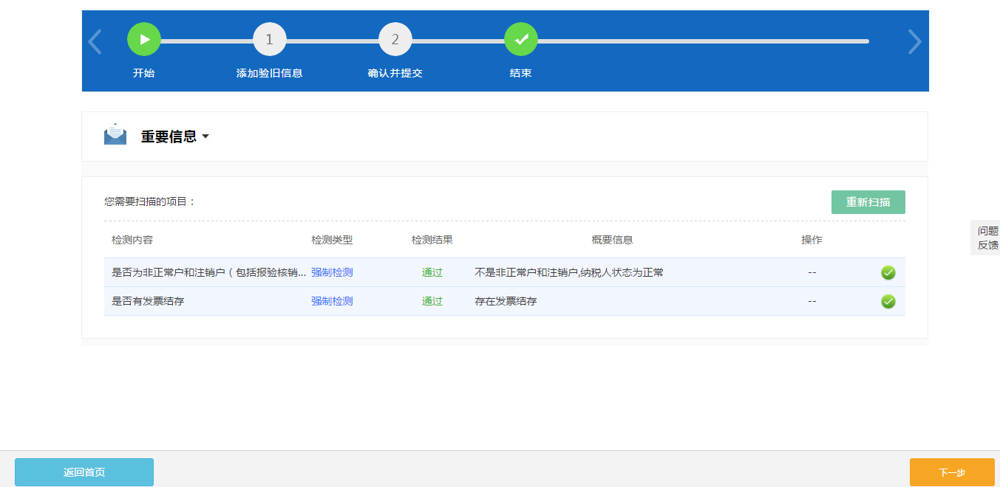 1
2
开始
添加验旧信息
确认并提交
结束
重要信息
您需要扫描的项目：
重新扫描
检测内容 检测类型 检测结果 概要信息 操作
是否为非正常户和注销户（包括报验核销... 强制检测 通过 不是非正常户和注销户,纳税人状态为正常 --
是否有发票结存 强制检测 通过 存在发票结存 --
问题
反馈
返回首页
下一步